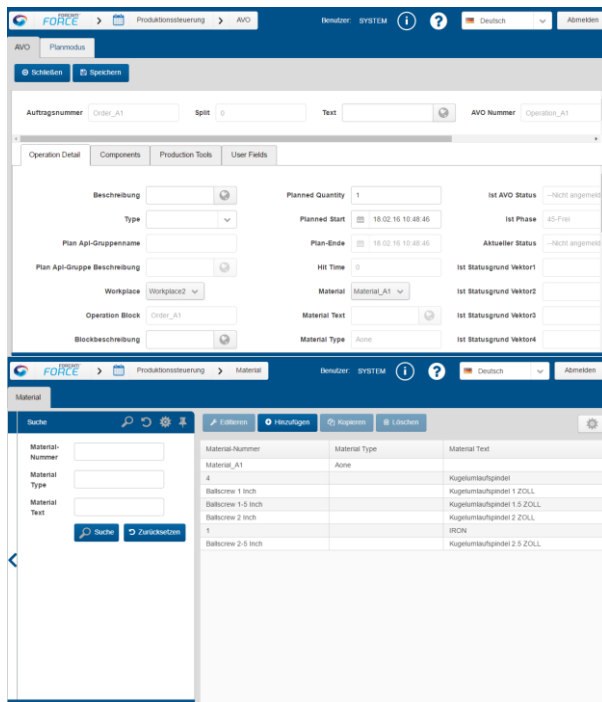 FORCAM FORCE > Produktionssteuerung > AVO Benutzer: SYSTEM i ? Deutsch Abmelden
AVO Planmodus
Schließen Speichern
Auftragsnummer Order_A1 Split 0 Text AVO Nummer Operation_A1
Operation Detail Components Production Tools User Fields
Beschreibung Planned Quantity 1 Ist AVO Status --Nicht angemeld
Type Planned Start 18.02.16 10:48:46 Ist Phase 45-Frei
Plan Apl-Gruppenname Plan-Ende 18.02.16 10:48:46 Aktueller Status --Nicht angemeld
Plan Apl-Gruppe Beschreibung Hit Time 0 Ist Statusgrund Vektor1
Workplace Workplace2 Material Material_A1 Ist Statusgrund Vektor2
Operation Block Order_A1 Material Text Ist Statusgrund Vektor3
Blockbeschreibung Material Type Aone Ist Statusgrund Vektor4
FORCAM FORCE > Produktionssteuerung > Material Benutzer: SYSTEM i ? Deutsch Abmelden
Material
Suche Editieren Hinzufügen Kopieren Löschen
Material-Nummer
Material Type
Material Text
Suche Zurücksetzen
Material-Nummer Material Type Material Text
Material_A1 Aone
4 Kugelumlaufspindel
Ballscrew 1 Inch Kugelumlaufspindel 1 ZOLL
Ballscrew 1-5 Inch Kugelumlaufspindel 1.5 ZOLL
Ballscrew 2 Inch Kugelumlaufspindel 2 ZOLL
1 IRON
Ballscrew 2-5 Inch Kugelumlaufspindel 2.5 ZOLL